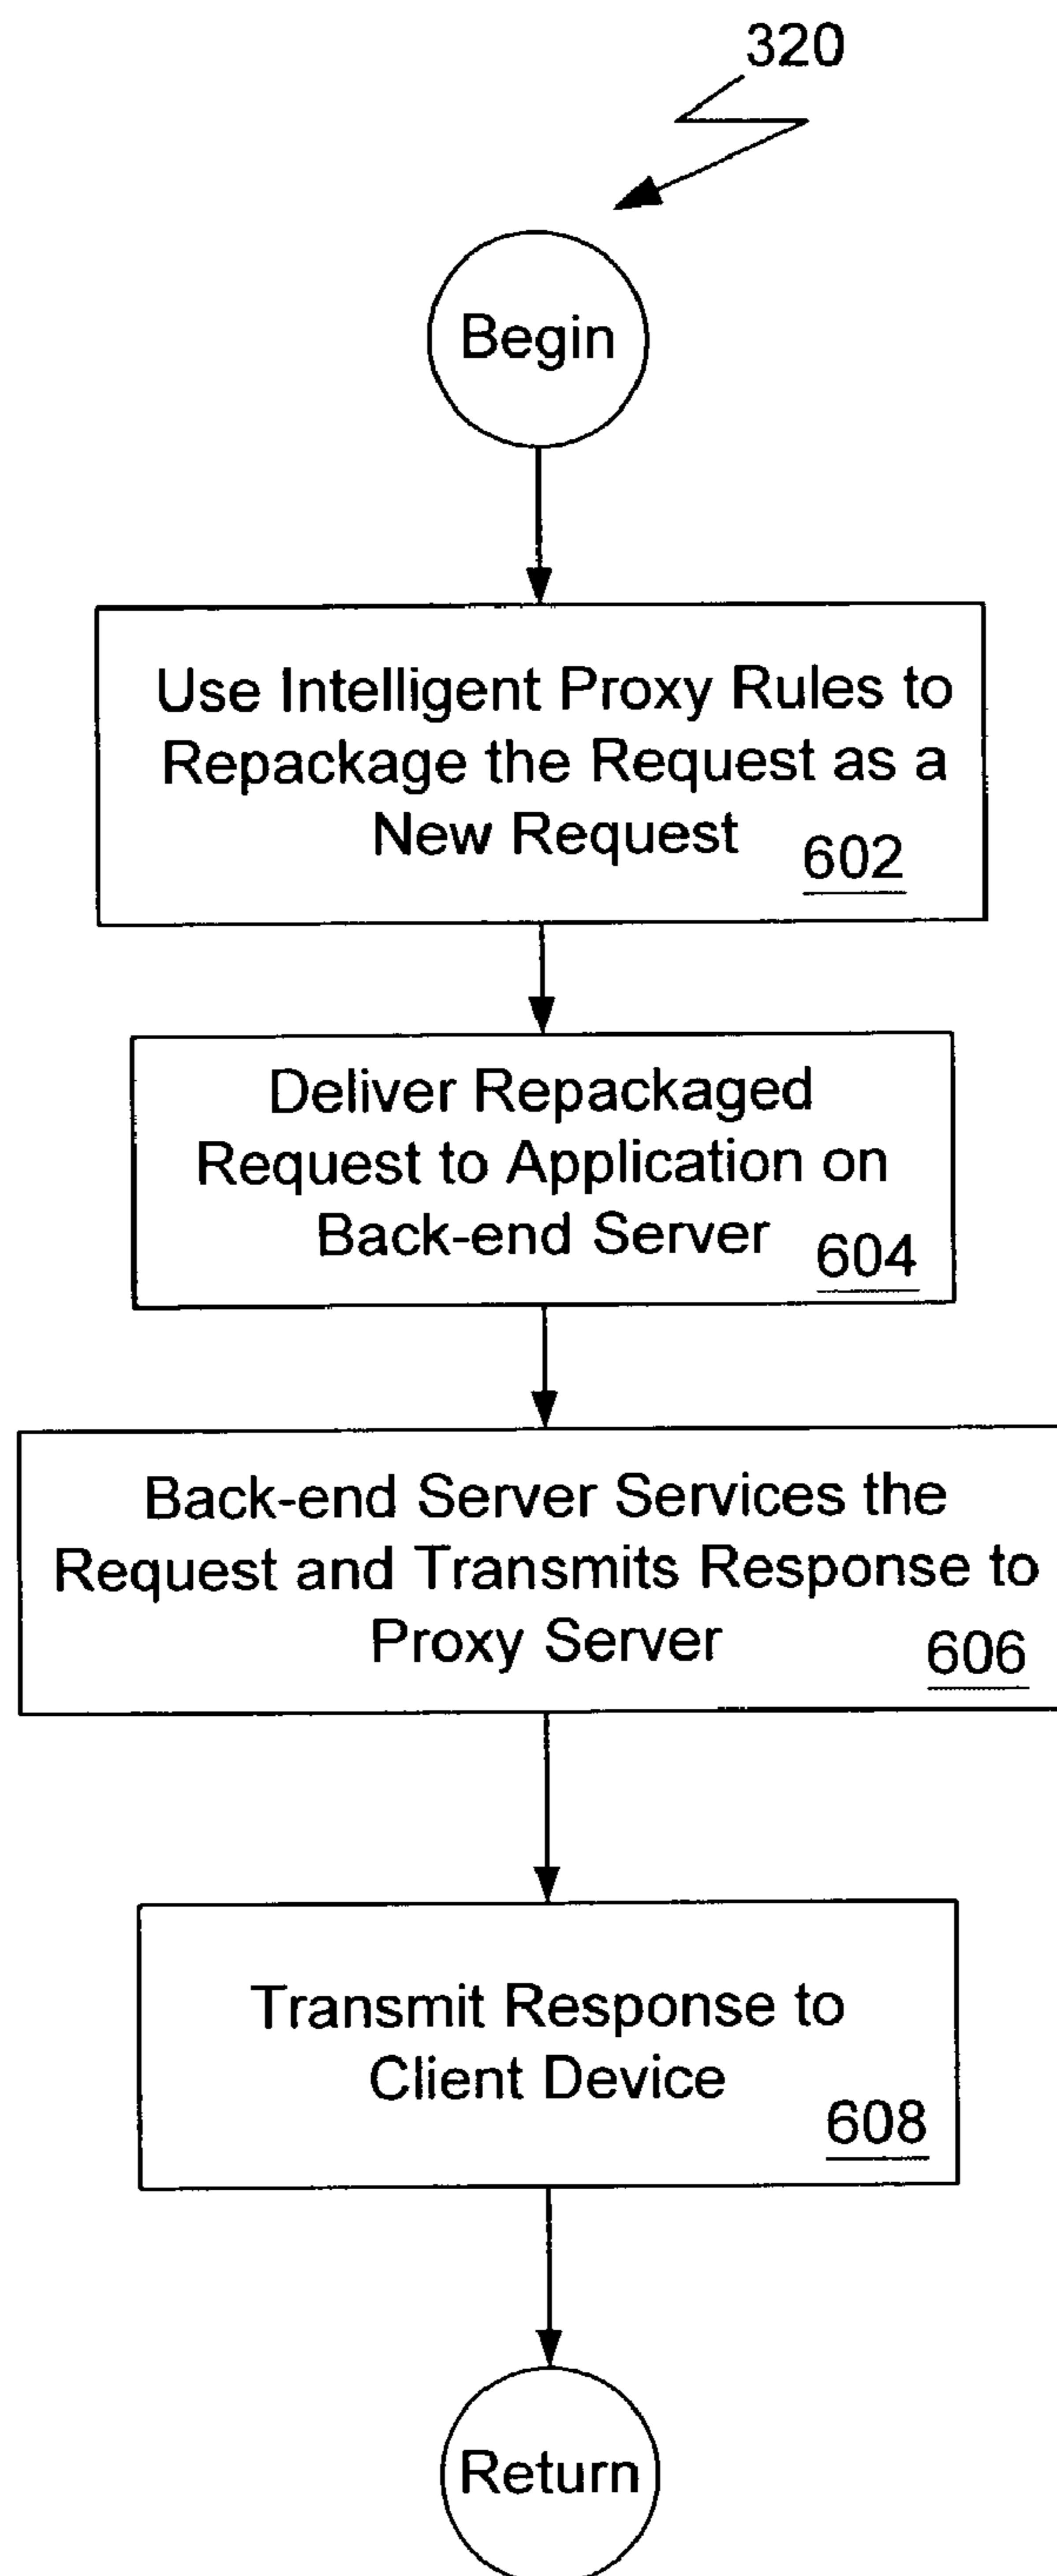 320
Begin
Use Intelligent Proxy Rules to
Repackage the Request as a
New Request
602
Deliver Repackaged
Request to Application on
Back-end Server
604
Back-end Server Services the
Request and Transmits Response to
Proxy Server
606
Transmit Response to
Client Device
608
Return